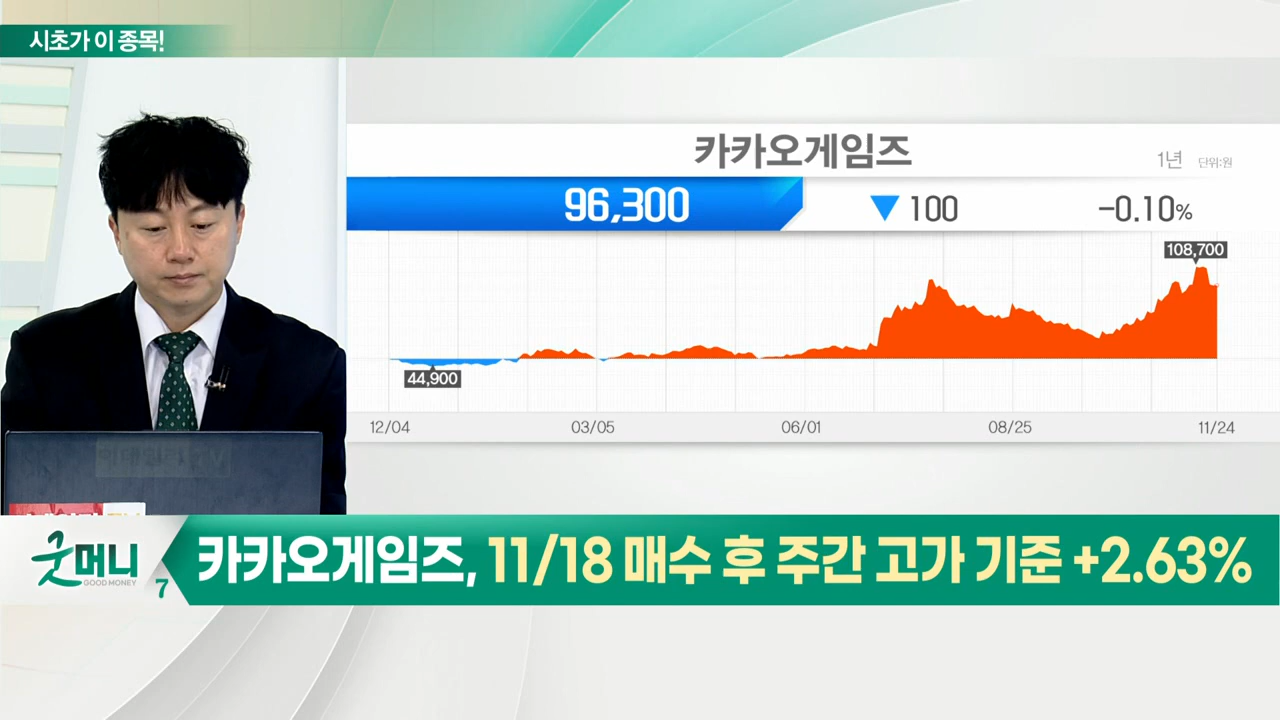 시초가 이 종목!
카카오게임즈
1년 단위:원
96,300 ▼ 100 -0.10%
108,700
44,900
12/04 03/05 06/01 08/25 11/24
굿머니
GOOD MONEY
7
카카오게임즈, 11/18 매수 후 주간 고가 기준 +2.63%